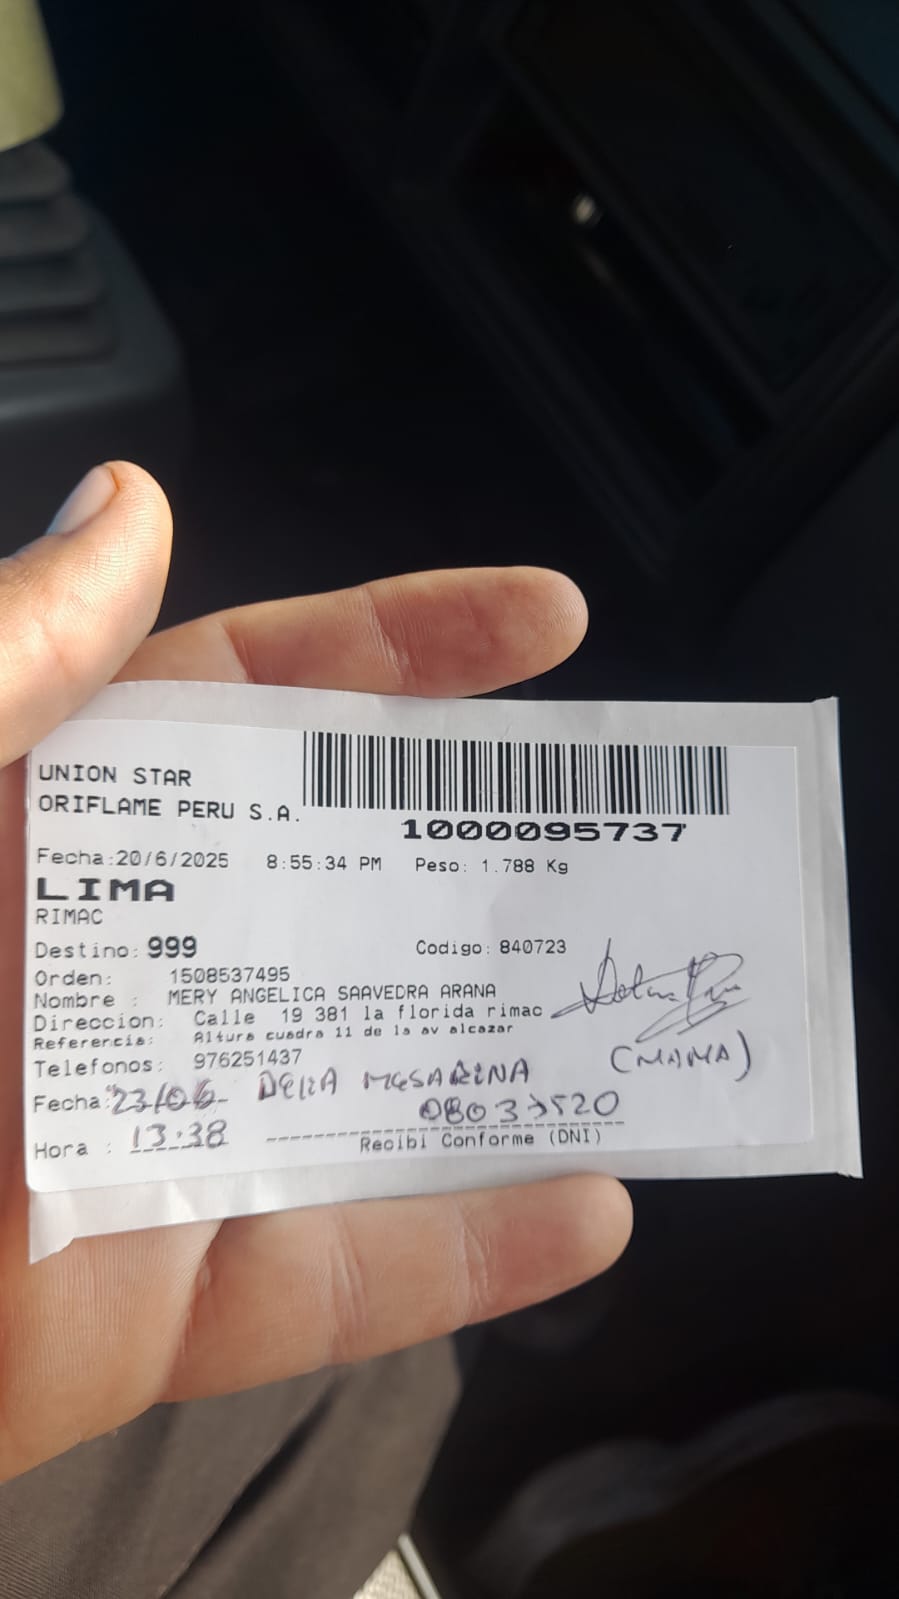 UNION STAR
ORIFLAME PERU S.A.
1000095737
Fecha:20/6/2025 8:55:34 PM Peso: 1.788 Kg
LIMA
RIMAC
Destino: 999 Codigo: 840723
Orden: 1508537495
Nombre : MERY ANGELICA SAAVEDRA ARANA
Direccion: Calle 19 381 la florida rimac
Referencia: Altura cuadra 11 de la av alcazar
Telefonos: 976251437
(MAMA)
Fecha: 23/06 DELIA MESARINA
Hora : 13:38
Recibi Conforme (DNI)